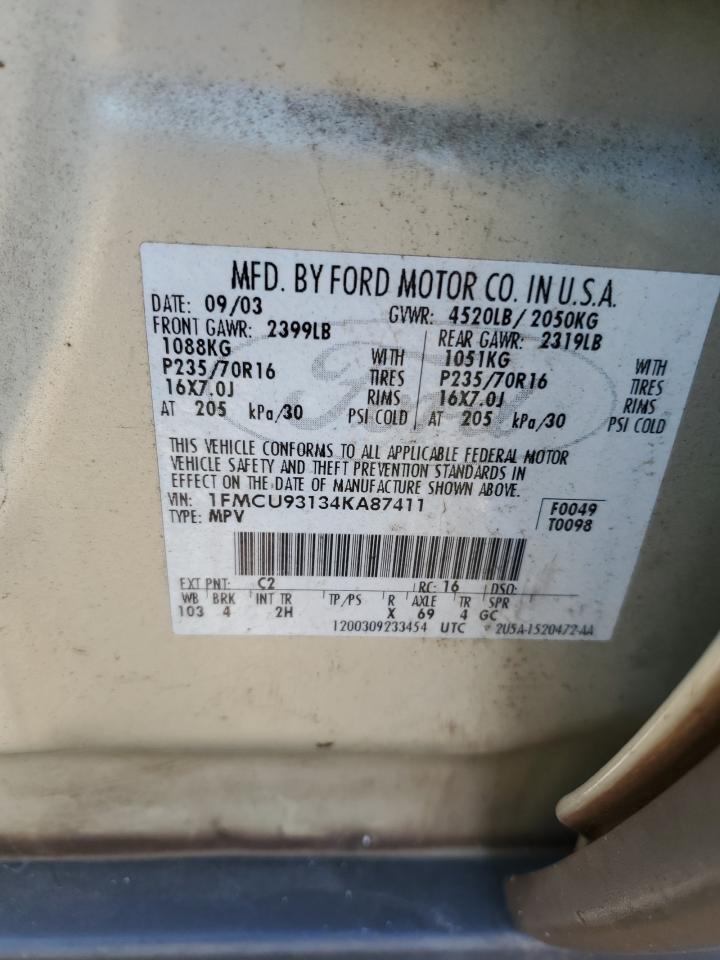 MFD. BY FORD MOTOR CO. IN U.S.A.
DATE: 09/03 GVWR: 4520LB/2050KG
FRONT GAWR: 2399LB REAR GAWR: 2319LB
1088KG WITH 1051KG WITH
P235/70R16 TIRES P235/70R16 TIRES
16X7.0J RIMS 16X7.0J RIMS
AT 205 kPa/30 PSI COLD AT 205 kPa/30 PSI COLD
Ford
THIS VEHICLE CONFORMS TO ALL APPLICABLE FEDERAL MOTOR
VEHICLE SAFETY AND THEFT PREVENTION STANDARDS IN
EFFECT ON THE DATE OF MANUFACTURE SHOWN ABOVE.
VIN: 1FMCU93134KA87411 F0049
TYPE: MPV T0098
EXT PNT: C2 RC: 16 DSO:
WB BRK INT TR TP/PS R AXLE TR SPR
103 4 2H X 69 4 GC
1200309233454 UTC * 2U5A-1520472-AA